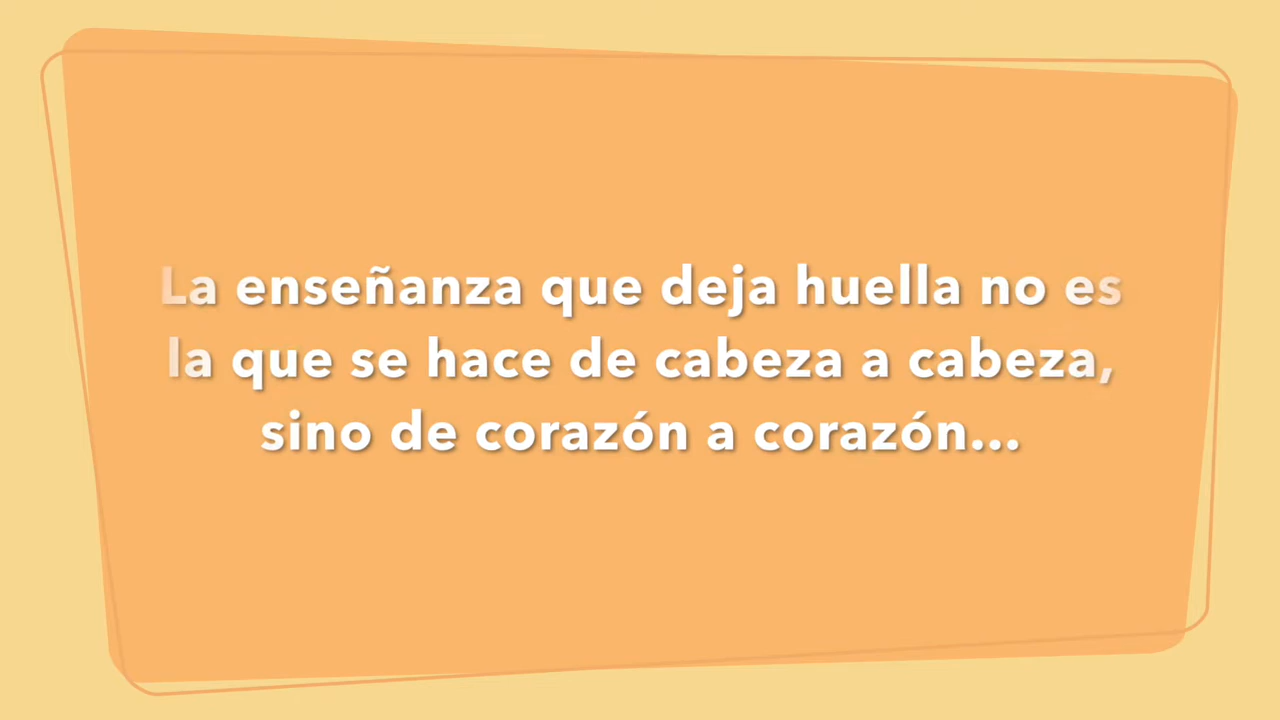 La enseñanza que deja huella no es
la que se hace de cabeza a cabeza,
sino de corazón a corazón...